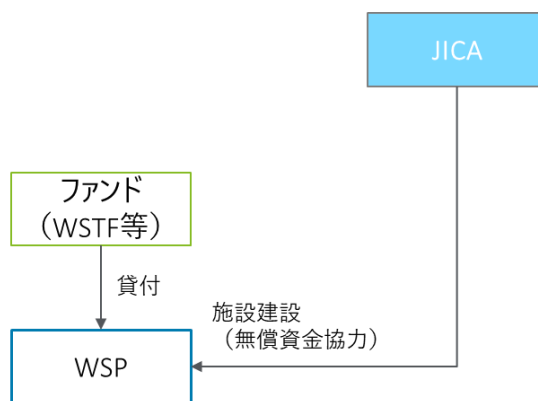 JICA
ファンド
（WSTF等）
貸付
施設建設
（無償資金協力）
WSP